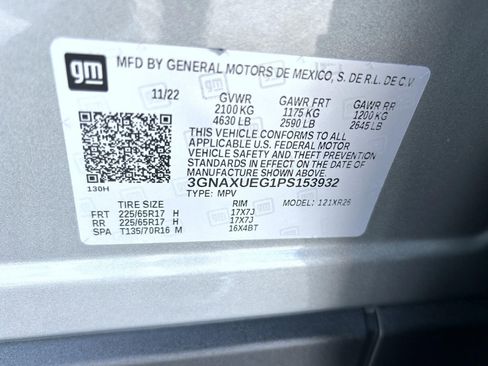 gm
MFD BY GENERAL MOTORS DE MEXICO, S. DE R.L. DE C.V
11/22 GVWR GAWR FRT GAWR RR
2100 KG 1175 KG 1200 KG
4630 LB 2590 LB 2645 LB
THIS VEHICLE CONFORMS TO ALL
APPLICABLE U.S. FEDERAL MOTOR
VEHICLE SAFETY AND THEFT PREVENTION
STANDARDS IN EFFECT ON THE DATE OF
MANUFACTURE SHOWN ABOVE.
3GNAXUEG1PS153932
130H
TYPE: MPV
TIRE SIZE RIM MODEL: 1XR26
FRT 225/65R17 H 17X7J
RR 225/65R17 H 17X7J
SPA T135/70R16 M 16X4BT